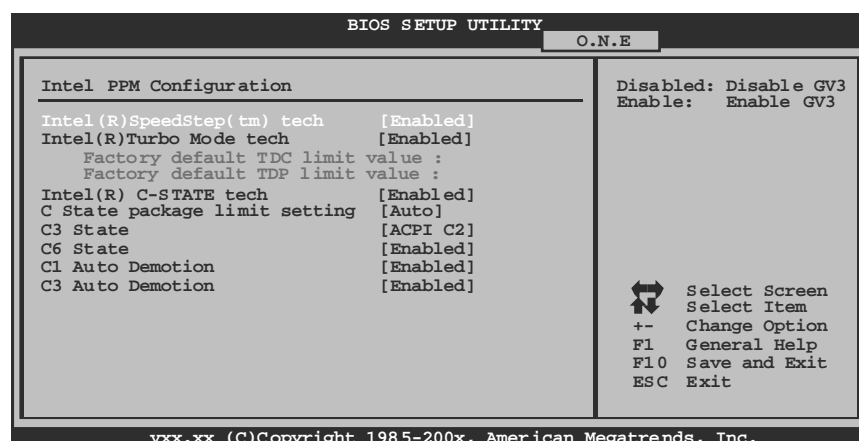 BIOS SETUP UTILITY
O.N.E
Intel PPM Configuration
Intel(R)SpeedStep(tm) tech [Enabled]
Intel(R)Turbo Mode tech [Enabled]
Factory default TDC limit value :
Factory default TDP limit value :
Intel(R) C-STATE tech [Enabled]
C State package limit setting [Auto]
C3 State [ACPI C2]
C6 State [Enabled]
C1 Auto Demotion [Enabled]
C3 Auto Demotion [Enabled]
Disabled: Disable GV3
Enable: Enable GV3
Select Screen
Select Item
+- Change Option
F1 General Help
F10 Save and Exit
ESC Exit
vxx.xx (C)Copyright 1985-200x, American Megatrends, Inc.